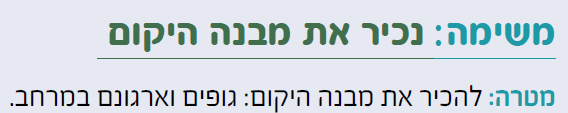 משימה: נכיר את מבנה היקום
מטרה: להכיר את מבנה היקום: גופים וארגונם במרחב.